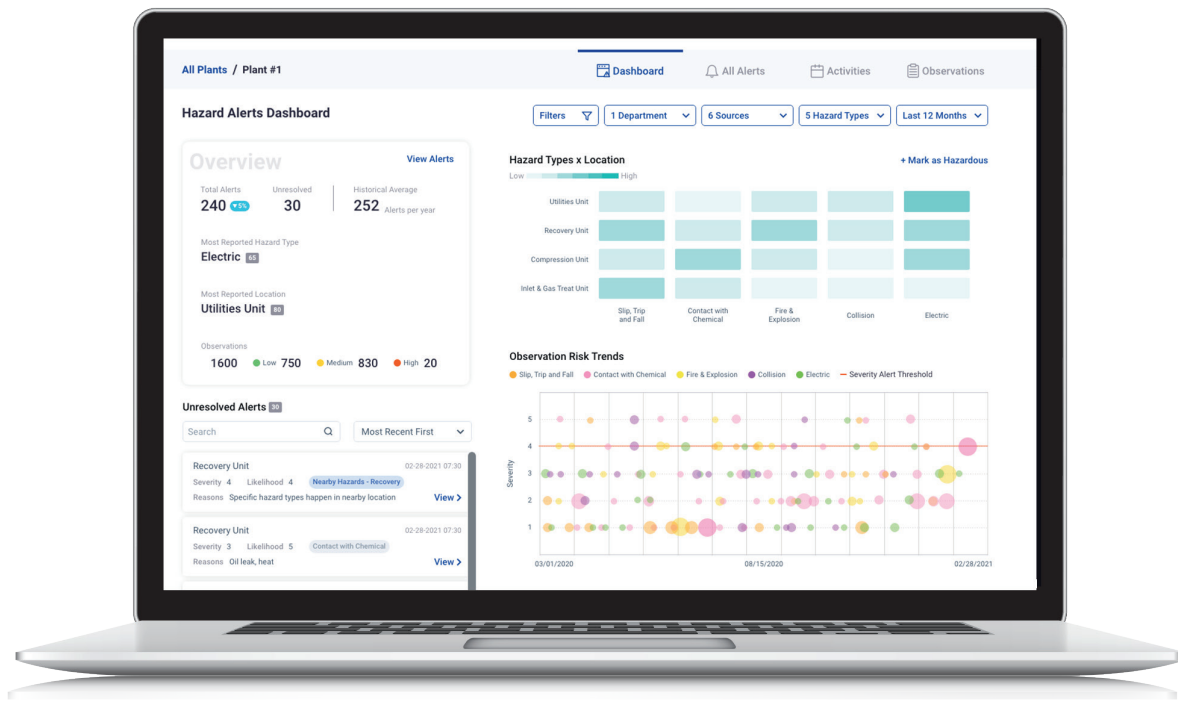 All Plants / Plant #1
Dashboard
All Alerts
Activities
Observations
Hazard Alerts Dashboard
Filters
1 Department
6 Sources
5 Hazard Types
Last 12 Months
Overview
View Alerts
Total Alerts
Unresolved
Historical Average
240 ▼5%
30
252 Alerts per year
Most Reported Hazard Type
Electric 65
Most Reported Location
Utilities Unit 80
Observations
1600 Low 750 Medium 830 High 20
Unresolved Alerts 30
Search
Most Recent First
Recovery Unit
02-28-2021 07:30
Severity 4 Likelihood 4 Nearby Hazards - Recovery
Reasons Specific hazard types happen in nearby location
View >
Recovery Unit
02-28-2021 07:30
Severity 3 Likelihood 5 Contact with Chemical
Reasons Oil leak, heat
View >
Hazard Types x Location
+ Mark as Hazardous
Low High
Utilities Unit
Recovery Unit
Compression Unit
Inlet & Gas Treat Unit
Slip, Trip
and Fall
Contact with
Chemical
Fire &
Explosion
Collision
Electric
Observation Risk Trends
Slip, Trip and Fall Contact with Chemical Fire & Explosion Collision Electric Severity Alert Threshold
Severity
5
4
3
2
1
03/01/2020
08/15/2020
02/28/2021